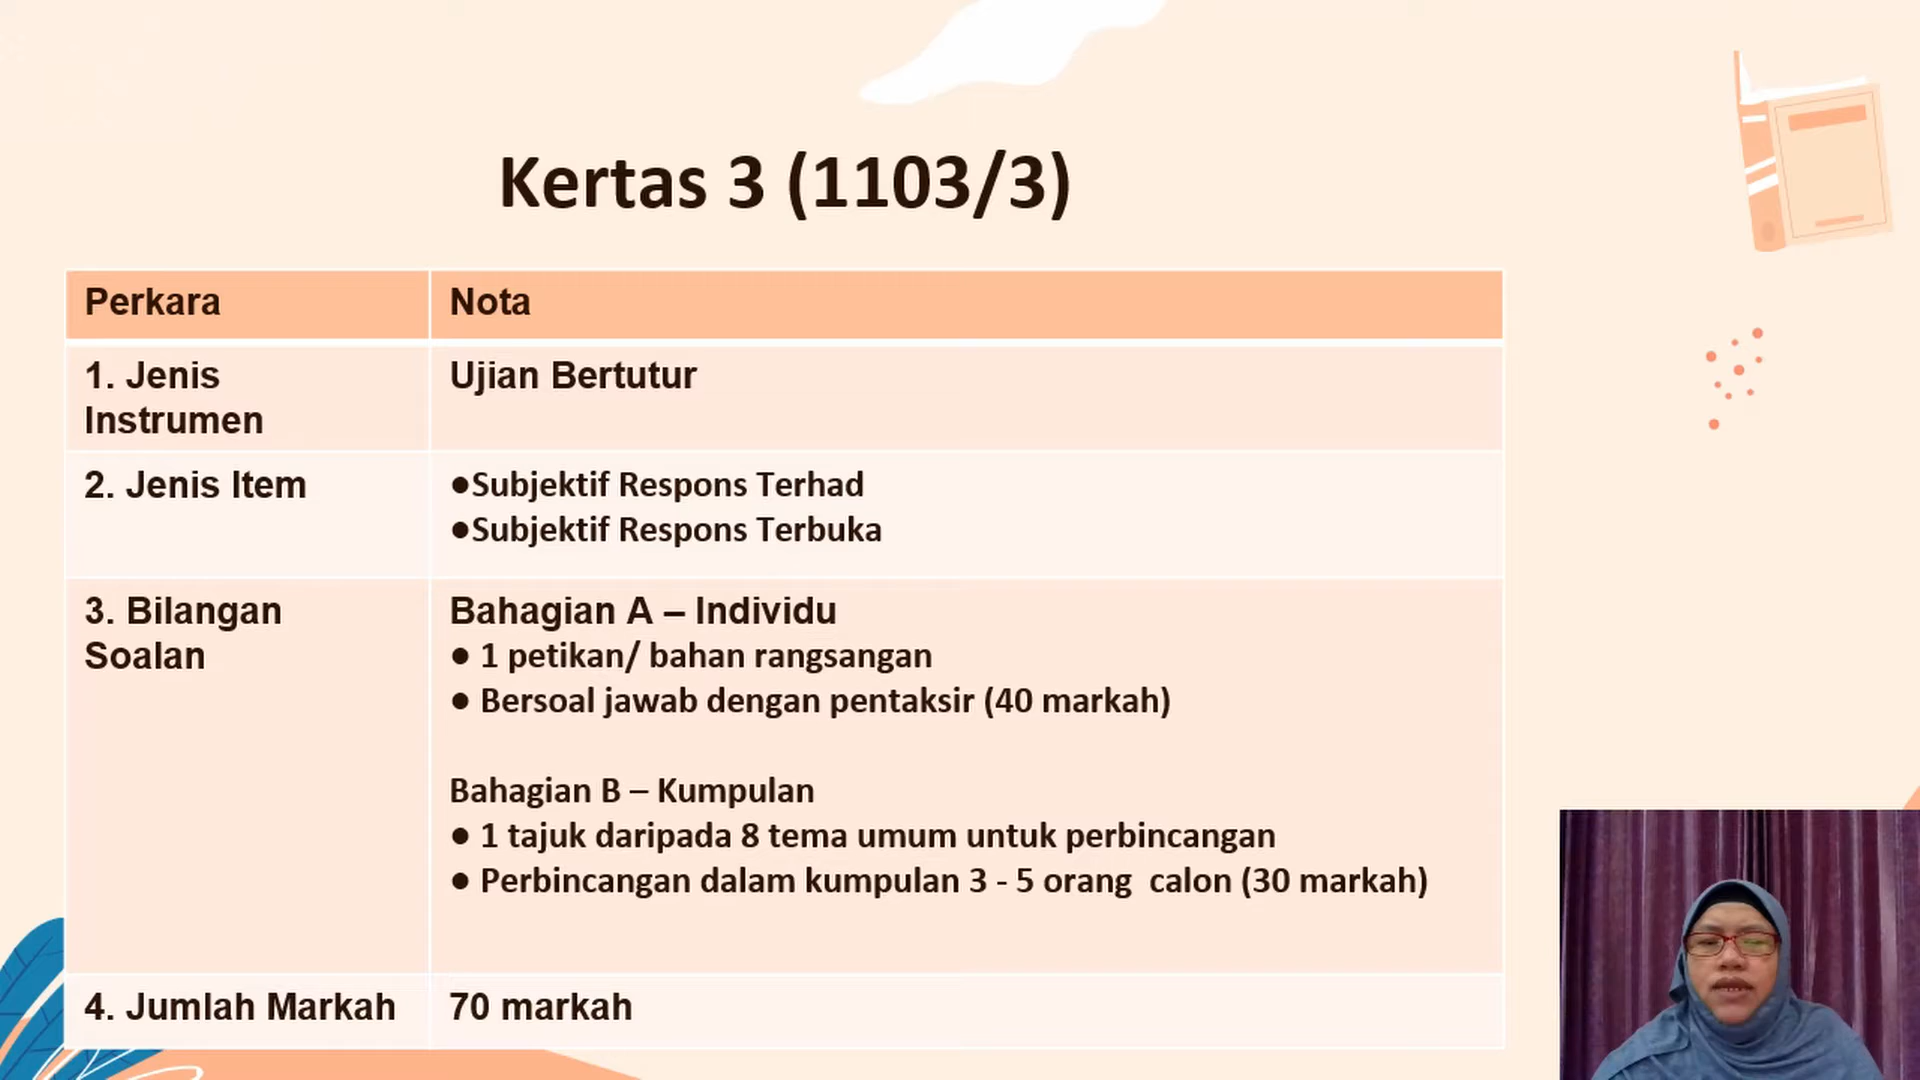 Kertas 3 (1103/3)
Perkara
Nota
1. Jenis
Instrumen
Ujian Bertutur
2. Jenis Item
●Subjektif Respons Terhad
●Subjektif Respons Terbuka
3. Bilangan
Soalan
Bahagian A – Individu
● 1 petikan/ bahan rangsangan
● Bersoal jawab dengan pentaksir (40 markah)
Bahagian B – Kumpulan
● 1 tajuk daripada 8 tema umum untuk perbincangan
● Perbincangan dalam kumpulan 3 - 5 orang  calon (30 markah)
4. Jumlah Markah
70 markah